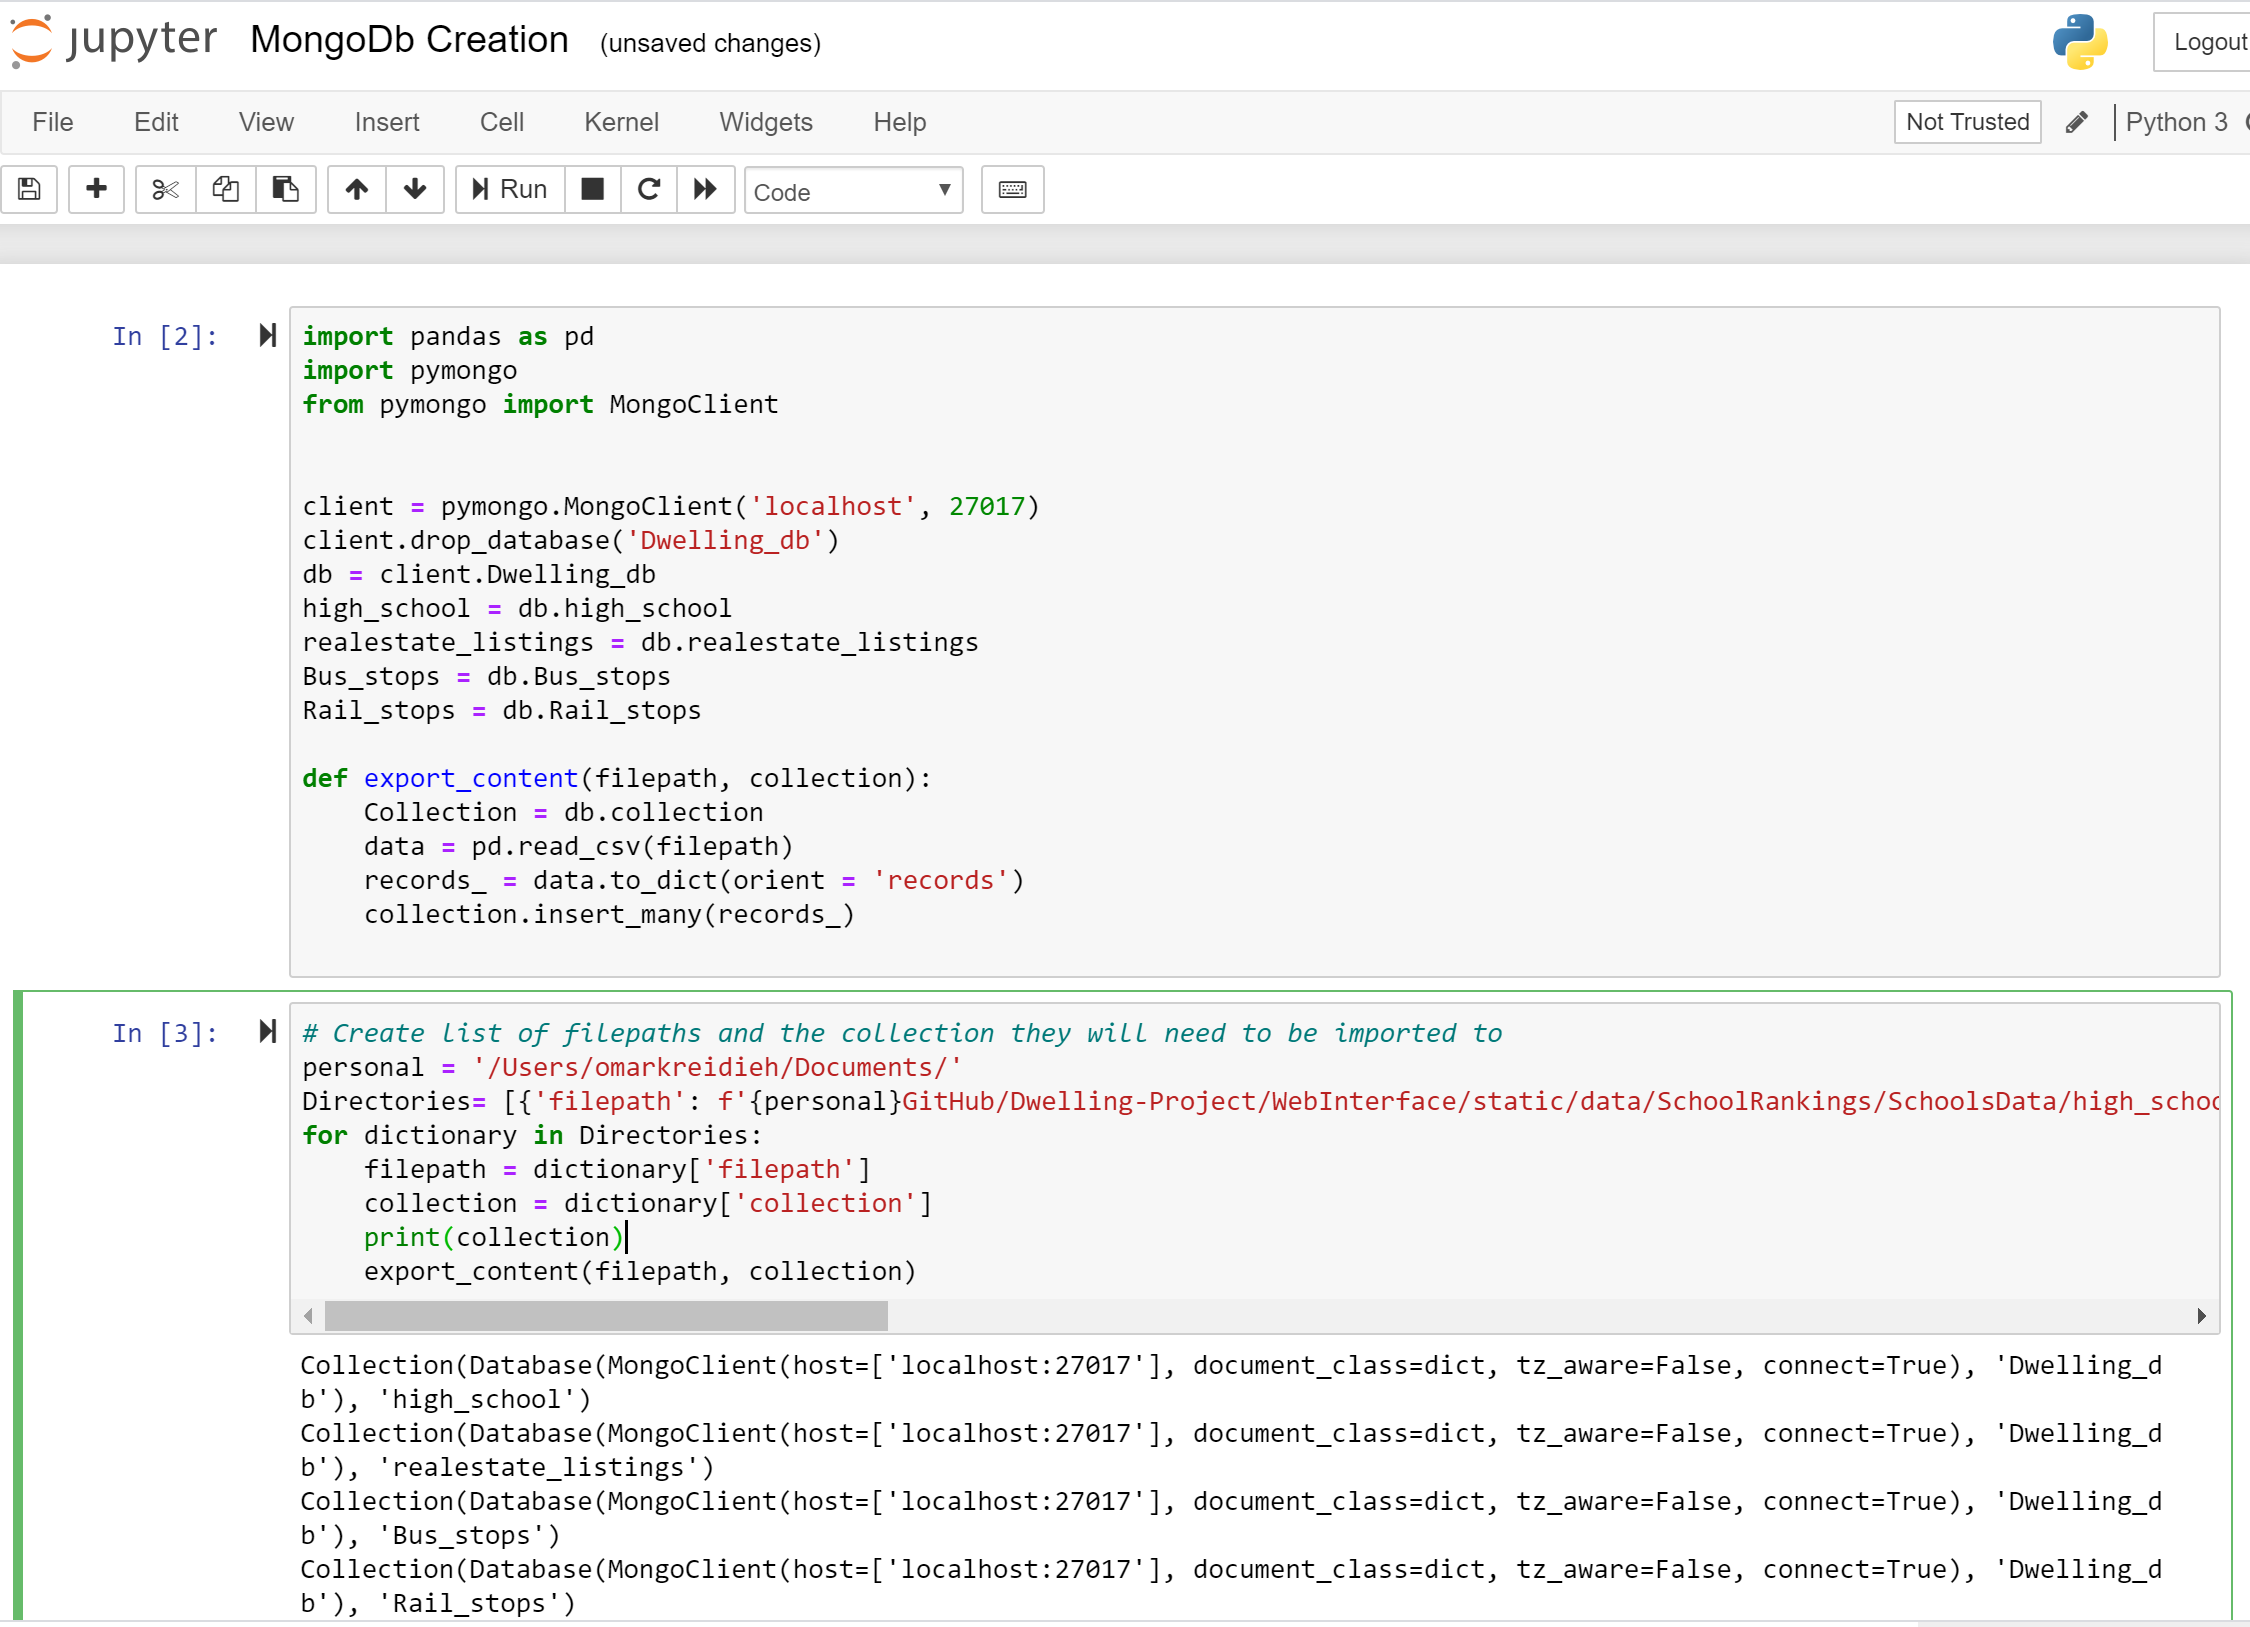 jupyter MongoDb Creation (unsaved changes) Logout
File Edit View Insert Cell Kernel Widgets Help Not Trusted Python 3
Run Code
In [2]: import pandas as pd
import pymongo
from pymongo import MongoClient
client = pymongo.MongoClient('localhost', 27017)
client.drop_database('Dwelling_db')
db = client.Dwelling_db
high_school = db.high_school
realestate_listings = db.realestate_listings
Bus_stops = db.Bus_stops
Rail_stops = db.Rail_stops
def export_content(filepath, collection):
    Collection = db.collection
    data = pd.read_csv(filepath)
    records_ = data.to_dict(orient = 'records')
    collection.insert_many(records_)
In [3]: # Create list of filepaths and the collection they will need to be imported to
personal = '/Users/omarkreidieh/Documents/'
Directories= [{'filepath': f'{personal}GitHub/Dwelling-Project/WebInterface/static/data/SchoolRankings/SchoolsData/high_schoo
for dictionary in Directories:
    filepath = dictionary['filepath']
    collection = dictionary['collection']
    print(collection)
    export_content(filepath, collection)
Collection(Database(MongoClient(host=['localhost:27017'], document_class=dict, tz_aware=False, connect=True), 'Dwelling_d
b'), 'high_school')
Collection(Database(MongoClient(host=['localhost:27017'], document_class=dict, tz_aware=False, connect=True), 'Dwelling_d
b'), 'realestate_listings')
Collection(Database(MongoClient(host=['localhost:27017'], document_class=dict, tz_aware=False, connect=True), 'Dwelling_d
b'), 'Bus_stops')
Collection(Database(MongoClient(host=['localhost:27017'], document_class=dict, tz_aware=False, connect=True), 'Dwelling_d
b'), 'Rail_stops')